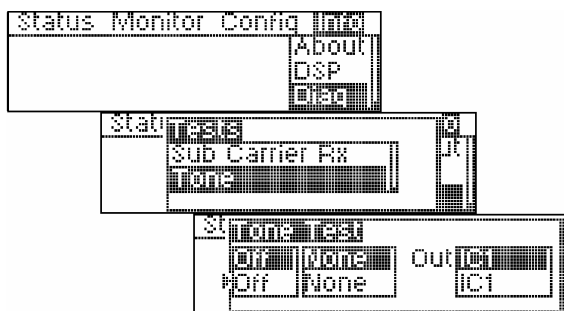 Status Monitor Config Info
About
DSP
Diag
Stat
Tests
Sub Carrier Rx
Tone
St
Tone Test
Off None Out IC1
Off None IC1